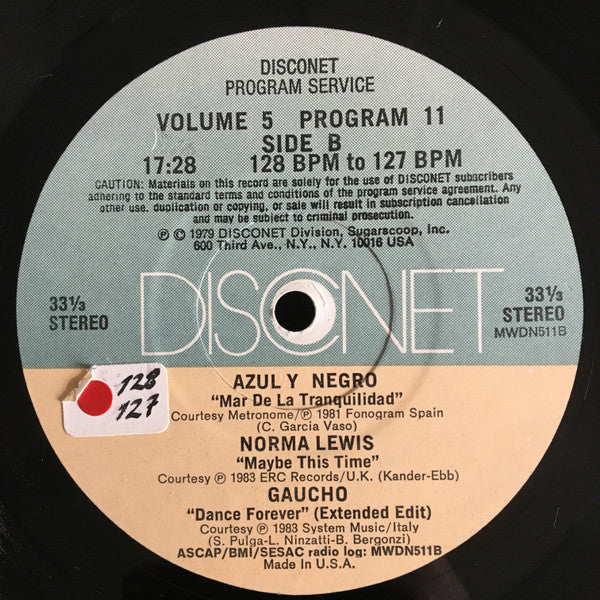 DISCONET
PROGRAM SERVICE
VOLUME 5 PROGRAM 11
SIDE B
17:28 128 BPM to 127 BPM
CAUTION: Materials on this record are solely for the use of DISCONET subscribers
adhering to the standard terms and conditions of the program service agreement. Any
other use, duplication or copying, or sale will result in subscription cancellation
and may be subject to criminal prosecution.
℗ © 1979 DISCONET Division, Sugarscoop, Inc.
600 Third Ave., N.Y., N.Y. 10016 USA
DISCONET
33⅓
STEREO
33⅓
STEREO
MWDN511B
128
127
AZUL Y NEGRO
“Mar De La Tranquilidad”
Courtesy Metronome/℗ 1981 Fonogram Spain
(C. Garcia Vaso)
NORMA LEWIS
“Maybe This Time”
Courtesy ℗ 1983 ERC Records/U.K. (Kander-Ebb)
GAUCHO
“Dance Forever” (Extended Edit)
Courtesy ℗ 1983 System Music/Italy
(S. Pulga-L. Ninzatti-B. Bergonzi)
ASCAP/BMI/SESAC radio log: MWDN511B
Made in U.S.A.